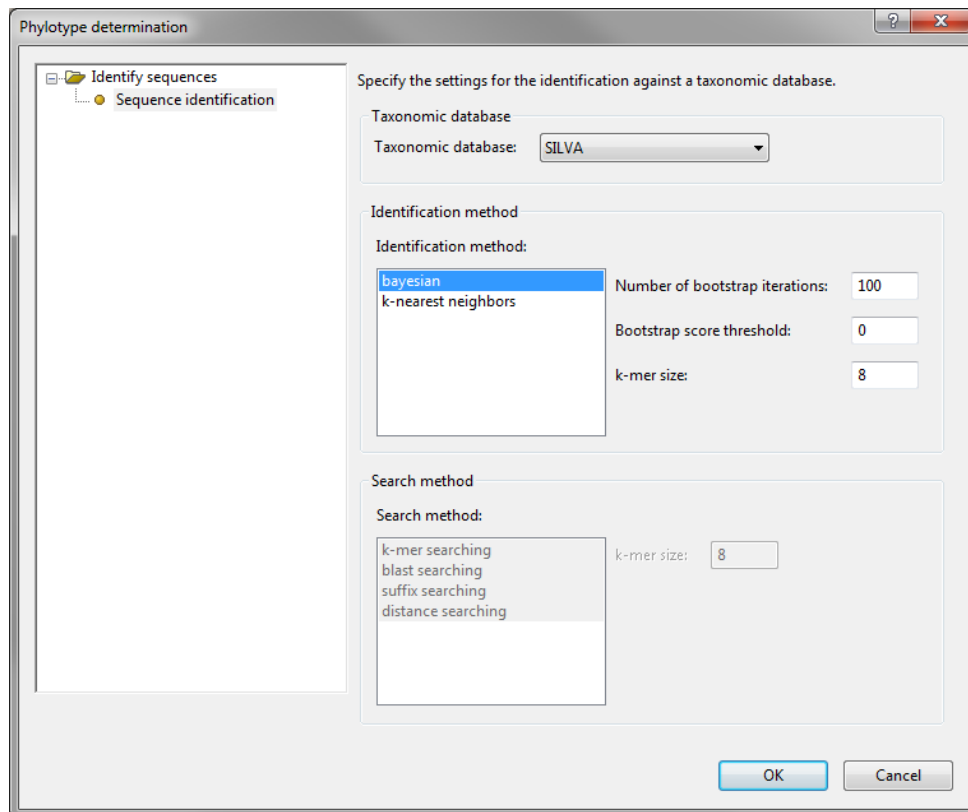 Phylotype determination
Identify sequences
Sequence identification
Specify the settings for the identification against a taxonomic database.
Taxonomic database
Taxonomic database: SILVA
Identification method
Identification method:
bayesian
k-nearest neighbors
Number of bootstrap iterations: 100
Bootstrap score threshold: 0
k-mer size: 8
Search method
Search method:
k-mer searching
blast searching
suffix searching
distance searching
k-mer size: 8
OK Cancel